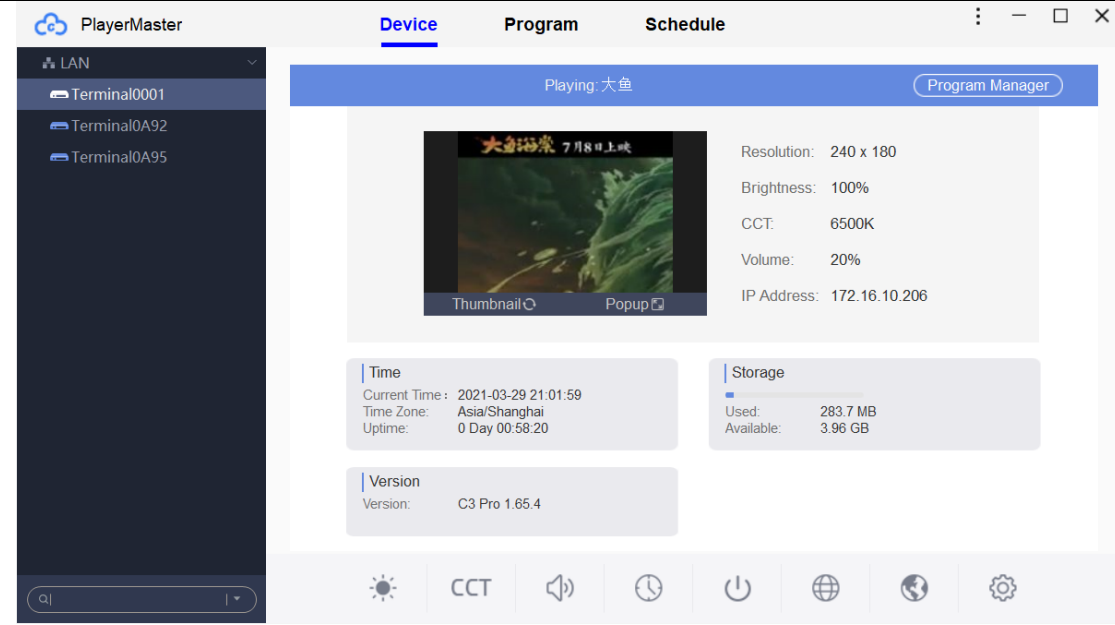 PlayerMaster
Device Program Schedule
LAN
Terminal0001
Terminal0A92
Terminal0A95
Playing:大鱼
Program Manager
大鱼海棠 7月8日上映
Thumbnail
Popup
Resolution: 240 x 180
Brightness: 100%
CCT: 6500K
Volume: 20%
IP Address: 172.16.10.206
Time
Current Time: 2021-03-29 21:01:59
Time Zone: Asia/Shanghai
Uptime: 0 Day 00:58:20
Storage
Used: 283.7 MB
Available: 3.96 GB
Version
Version: C3 Pro 1.65.4
CCT